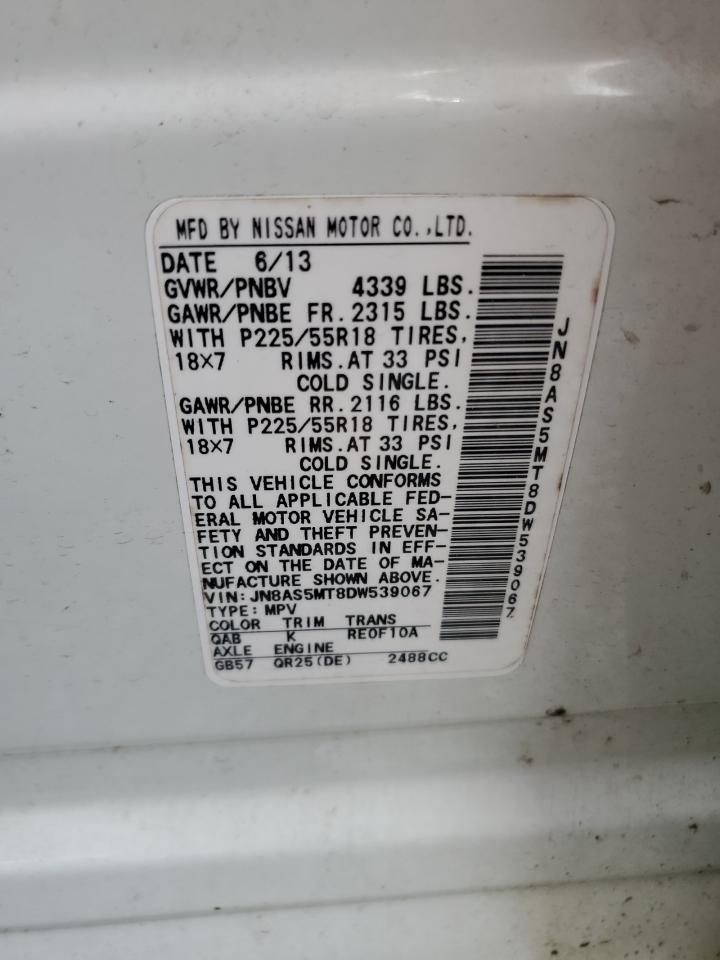 MFD BY NISSAN MOTOR CO.,LTD.
DATE 6/13
GVWR/PNBV 4339 LBS.
GAWR/PNBE FR. 2315 LBS.
WITH P225/55R18 TIRES,
18×7 RIMS.AT 33 PSI
COLD SINGLE.
GAWR/PNBE RR. 2116 LBS.
WITH P225/55R18 TIRES,
18×7 RIMS.AT 33 PSI
COLD SINGLE.
THIS VEHICLE CONFORMS
TO ALL APPLICABLE FED-
ERAL MOTOR VEHICLE SA-
FETY AND THEFT PREVEN-
TION STANDARDS IN EFF-
ECT ON THE DATE OF MA-
NUFACTURE SHOWN ABOVE.
VIN: JN8AS5MT8DW539067
TYPE: MPV
COLOR TRIM TRANS
QAB K RE0F10A
AXLE ENGINE
GB57 QR25(DE) 2488CC
JN8AS5MT8DW539067